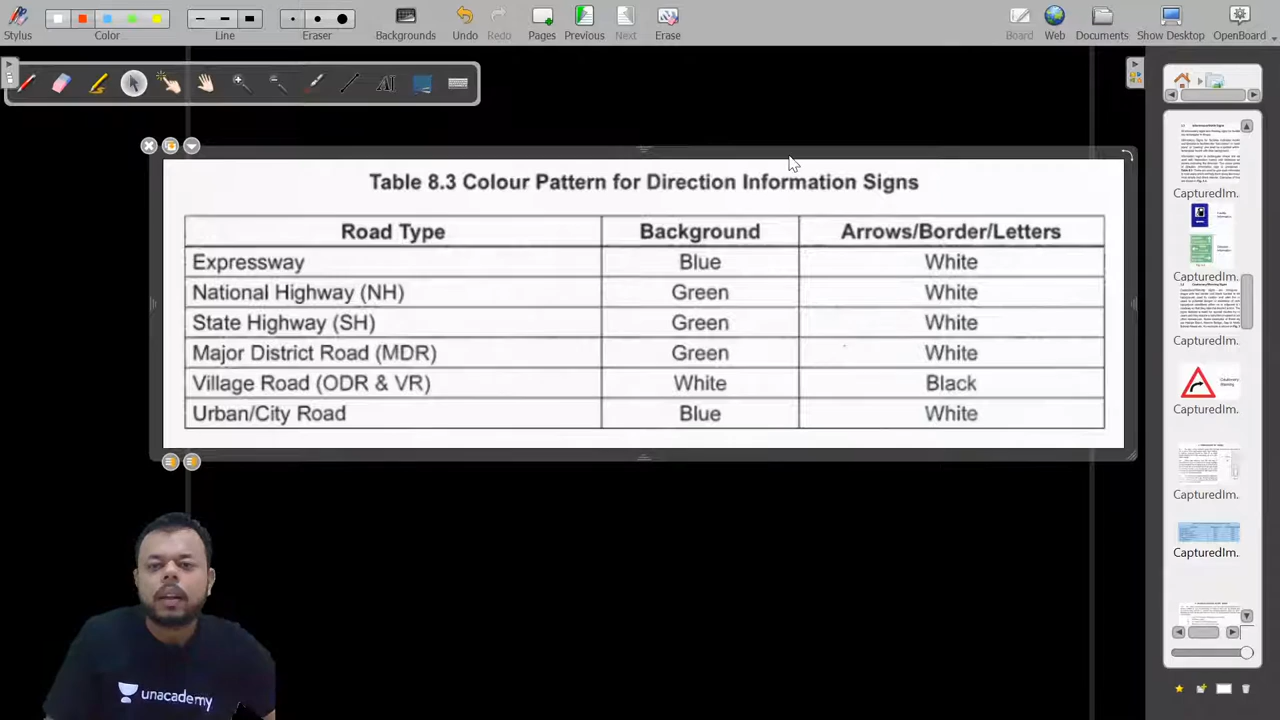 Stylus
Color
Line
Eraser
Backgrounds
Undo
Redo
Pages
Previous
Next
Erase
Board
Web
Documents
Show Desktop
OpenBoard
Table 8.3 Colour Pattern for Direction Information Signs
Road Type Background Arrows/Border/Letters
Expressway Blue White
National Highway (NH) Green White
State Highway (SH) Green White
Major District Road (MDR) Green White
Village Road (ODR & VR) White Black
Urban/City Road Blue White
CapturedIm.
CapturedIm.
CapturedIm.
CapturedIm.
CapturedIm.
CapturedIm.
unacademy